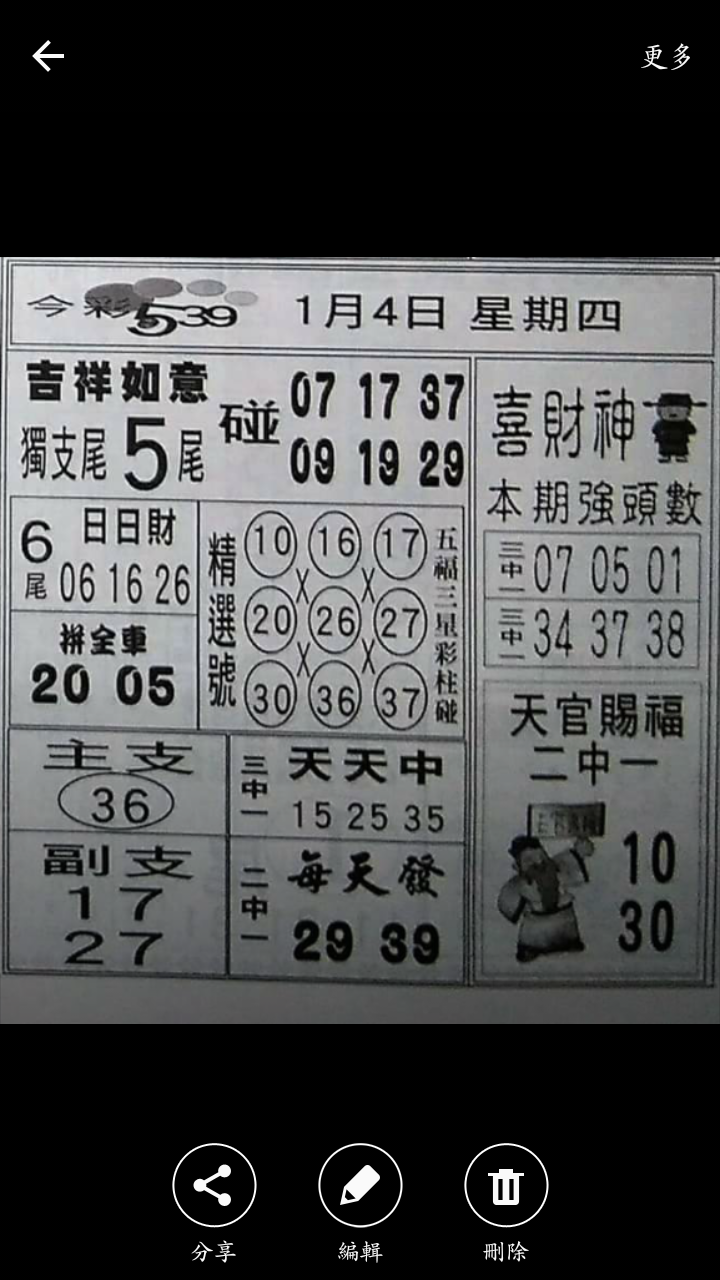 更多
今彩539 1月4日 星期四
吉祥如意
獨支尾5尾
碰
07 17 37
09 19 29
喜財神
本期強頭數
三中一 07 05 01
三中一 34 37 38
日日財
6尾 06 16 26
拼全車
20 05
精選號
10 16 17
X X
20 26 27
X X
30 36 37
五福三星彩柱碰
天官賜福
二中一
10
30
主支
36
副支
17
27
三中一
天天中
15 25 35
二中一
每天發
29 39
分享 編輯 刪除